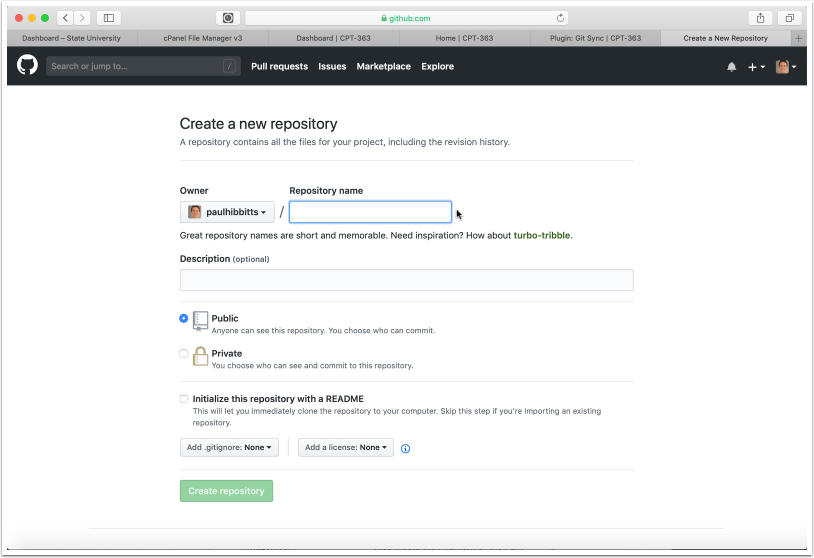 github.com
Dashboard – State University
cPanel File Manager v3
Dashboard | CPT-363
Home | CPT-363
Plugin: Git Sync | CPT-363
Create a New Repository
Search or jump to... /
Pull requests Issues Marketplace Explore
Create a new repository
A repository contains all the files for your project, including the revision history.
Owner Repository name
paulhibbitts /
Great repository names are short and memorable. Need inspiration? How about turbo-tribble.
Description (optional)
Public
Anyone can see this repository. You choose who can commit.
Private
You choose who can see and commit to this repository.
Initialize this repository with a README
This will let you immediately clone the repository to your computer. Skip this step if you're importing an existing
repository.
Add .gitignore: None Add a license: None
Create repository